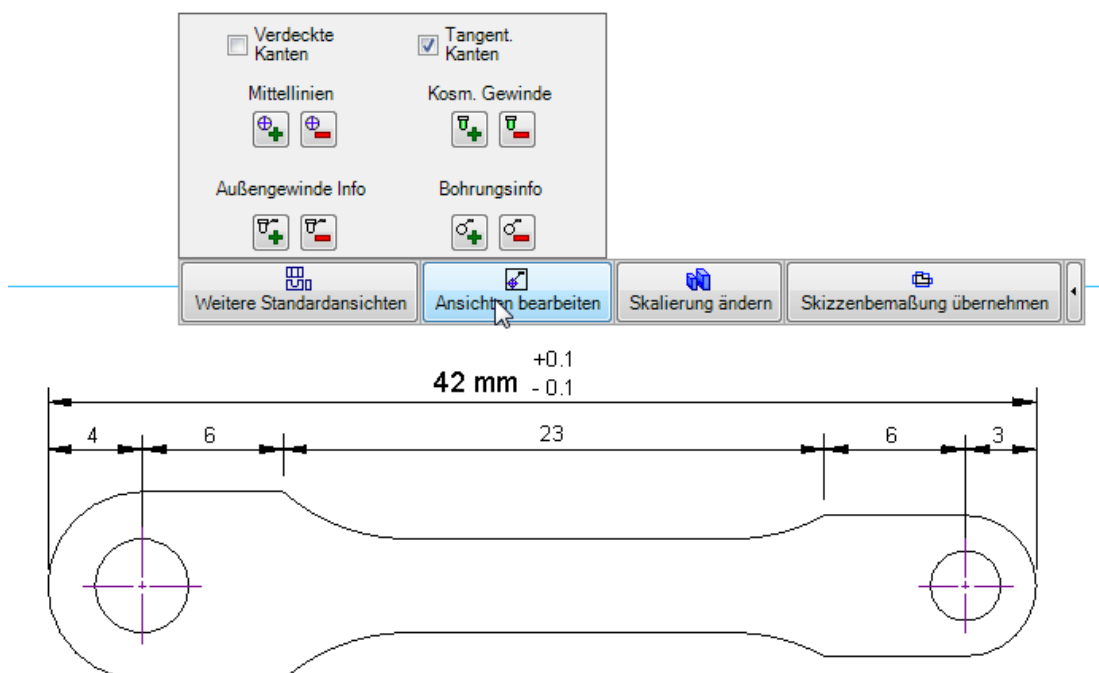 Verdeckte Kanten
Tangent. Kanten
Mittellinien
Kosm. Gewinde
Außengewinde Info
Bohrungsinfo
Weitere Standardansichten
Ansichten bearbeiten
Skalierung ändern
Skizzenbemaßung übernehmen
+0.1
42 mm
- 0.1
4
6
23
6
3